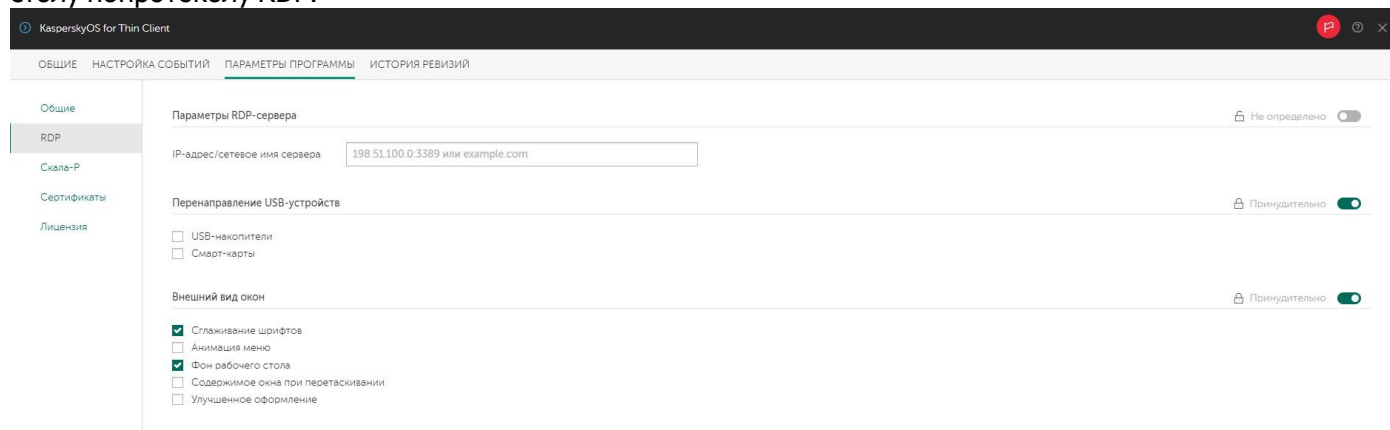 столу попротоколу RDP.
KasperskyOS for Thin Client
ОБЩИЕ НАСТРОЙКА СОБЫТИЙ ПАРАМЕТРЫ ПРОГРАММЫ ИСТОРИЯ РЕВИЗИЙ
Общие
RDP
Скала-Р
Сертификаты
Лицензия
Параметры RDP-сервера
Не определено
IP-адрес/сетевое имя сервера
198.51.100.0:3389 или example.com
Перенаправление USB-устройств
Принудительно
USB-накопители
Смарт-карты
Внешний вид окон
Принудительно
Сглаживание шрифтов
Анимация меню
Фон рабочего стола
Содержимое окна при перетаскивании
Улучшенное оформление